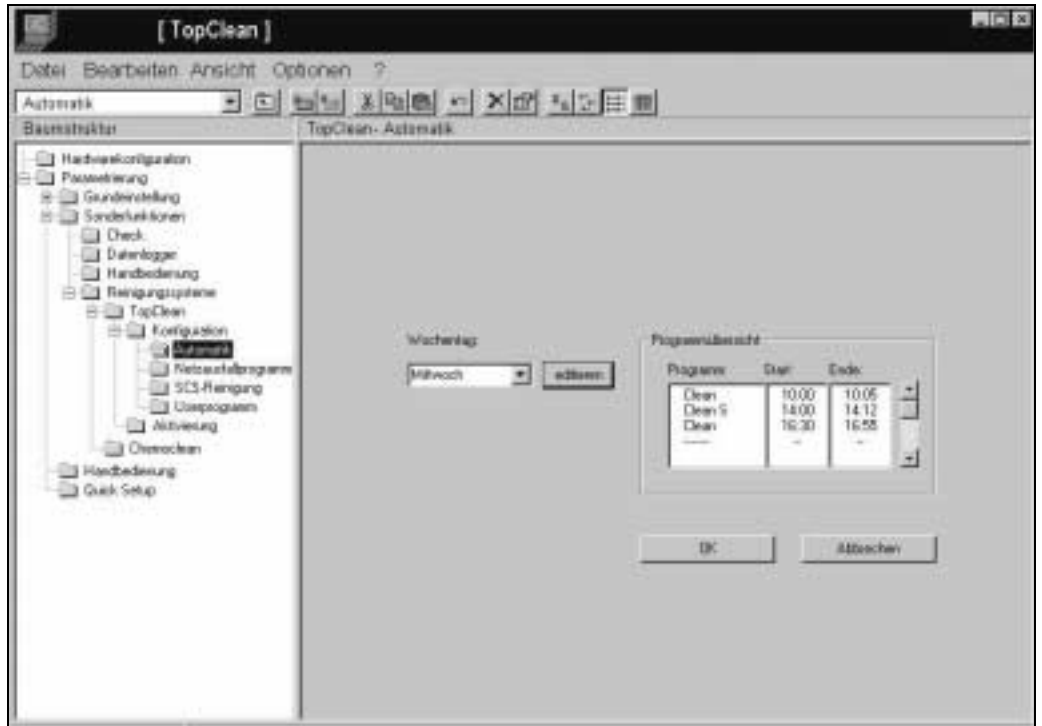 [ TopClean ]
Datei Bearbeiten Ansicht Optionen ?
Automatik
Baumstruktur
TopClean- Automatik
Hardwarekonfiguration
Parametrierung
Grundeinstellung
Sonderfunktionen
Check
Datenlogger
Handbedienung
Reinigungssysteme
TopClean
Konfiguration
Automatik
Netzausfallprogramm
SCS-Reinigung
Userprogramm
Aktivierung
Chemoclean
Handbedienung
Quick Setup
Wochentag:
Mittwoch
editieren
Programmübersicht
Programm: Start: Ende:
Clean 10:00 10:05
Clean S 14:00 14:12
Clean 16:30 16:55
------ -- --
OK
Abbrechen